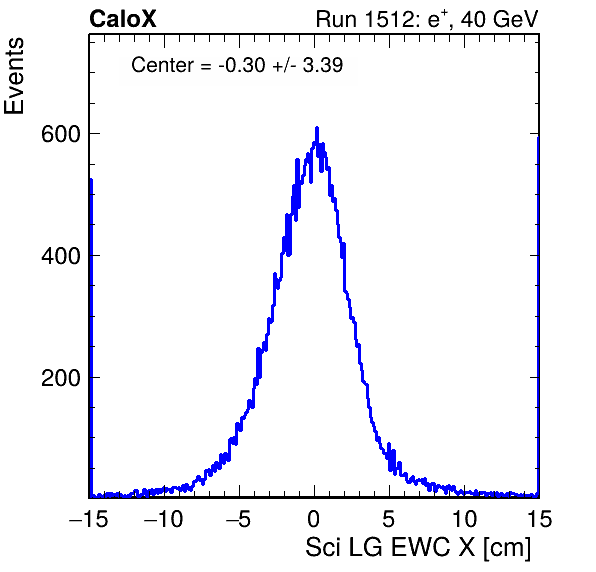 CaloX Run 1512: e⁺, 40 GeV
Center = -0.30 +/- 3.39
Events
600
400
200
−15 −10 −5 0 5 10 15
Sci LG EWC X [cm]